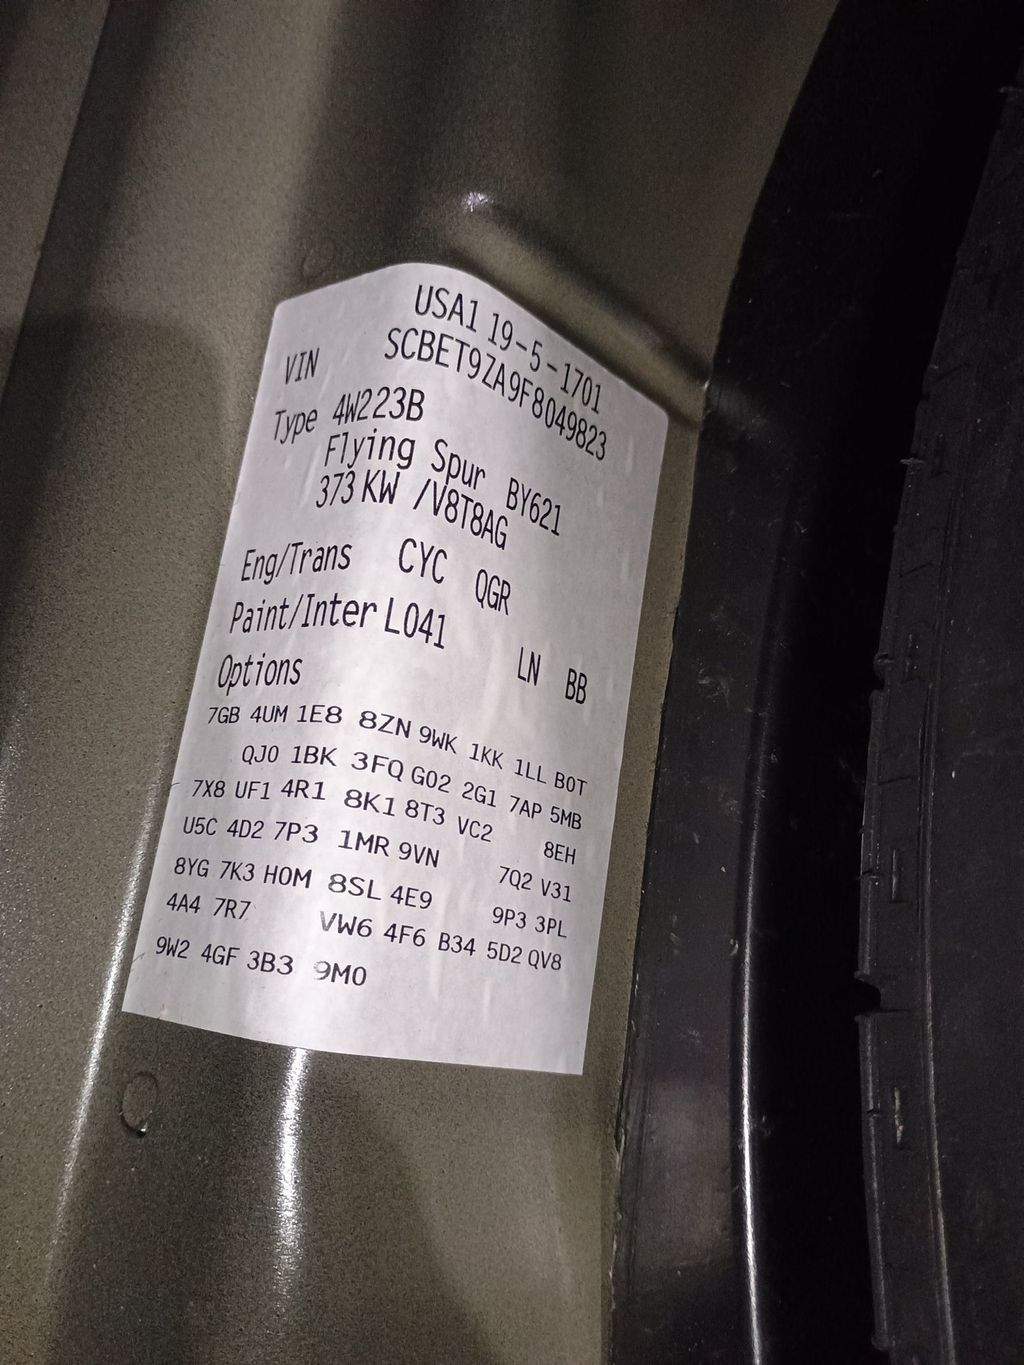 USA1 19-5-1701
VIN SCBET9ZA9F8049823
Type 4W223B
Flying Spur BY621
373 KW /V8T8AG
Eng/Trans CYC QGR
Paint/Inter L041 LN BB
Options
7GB 4UM 1E8 8ZN 9WK 1KK 1LL B0T
QJ0 1BK 3FQ G02 2G1 7AP 5MB
7X8 UF1 4R1 8K1 8T3 VC2 8EH
U5C 4D2 7P3 1MR 9VN 7Q2 V31
8YG 7K3 H0M 8SL 4E9 9P3 3PL
4A4 7R7 VW6 4F6 B34 5D2 QV8
9W2 4GF 3B3 9M0